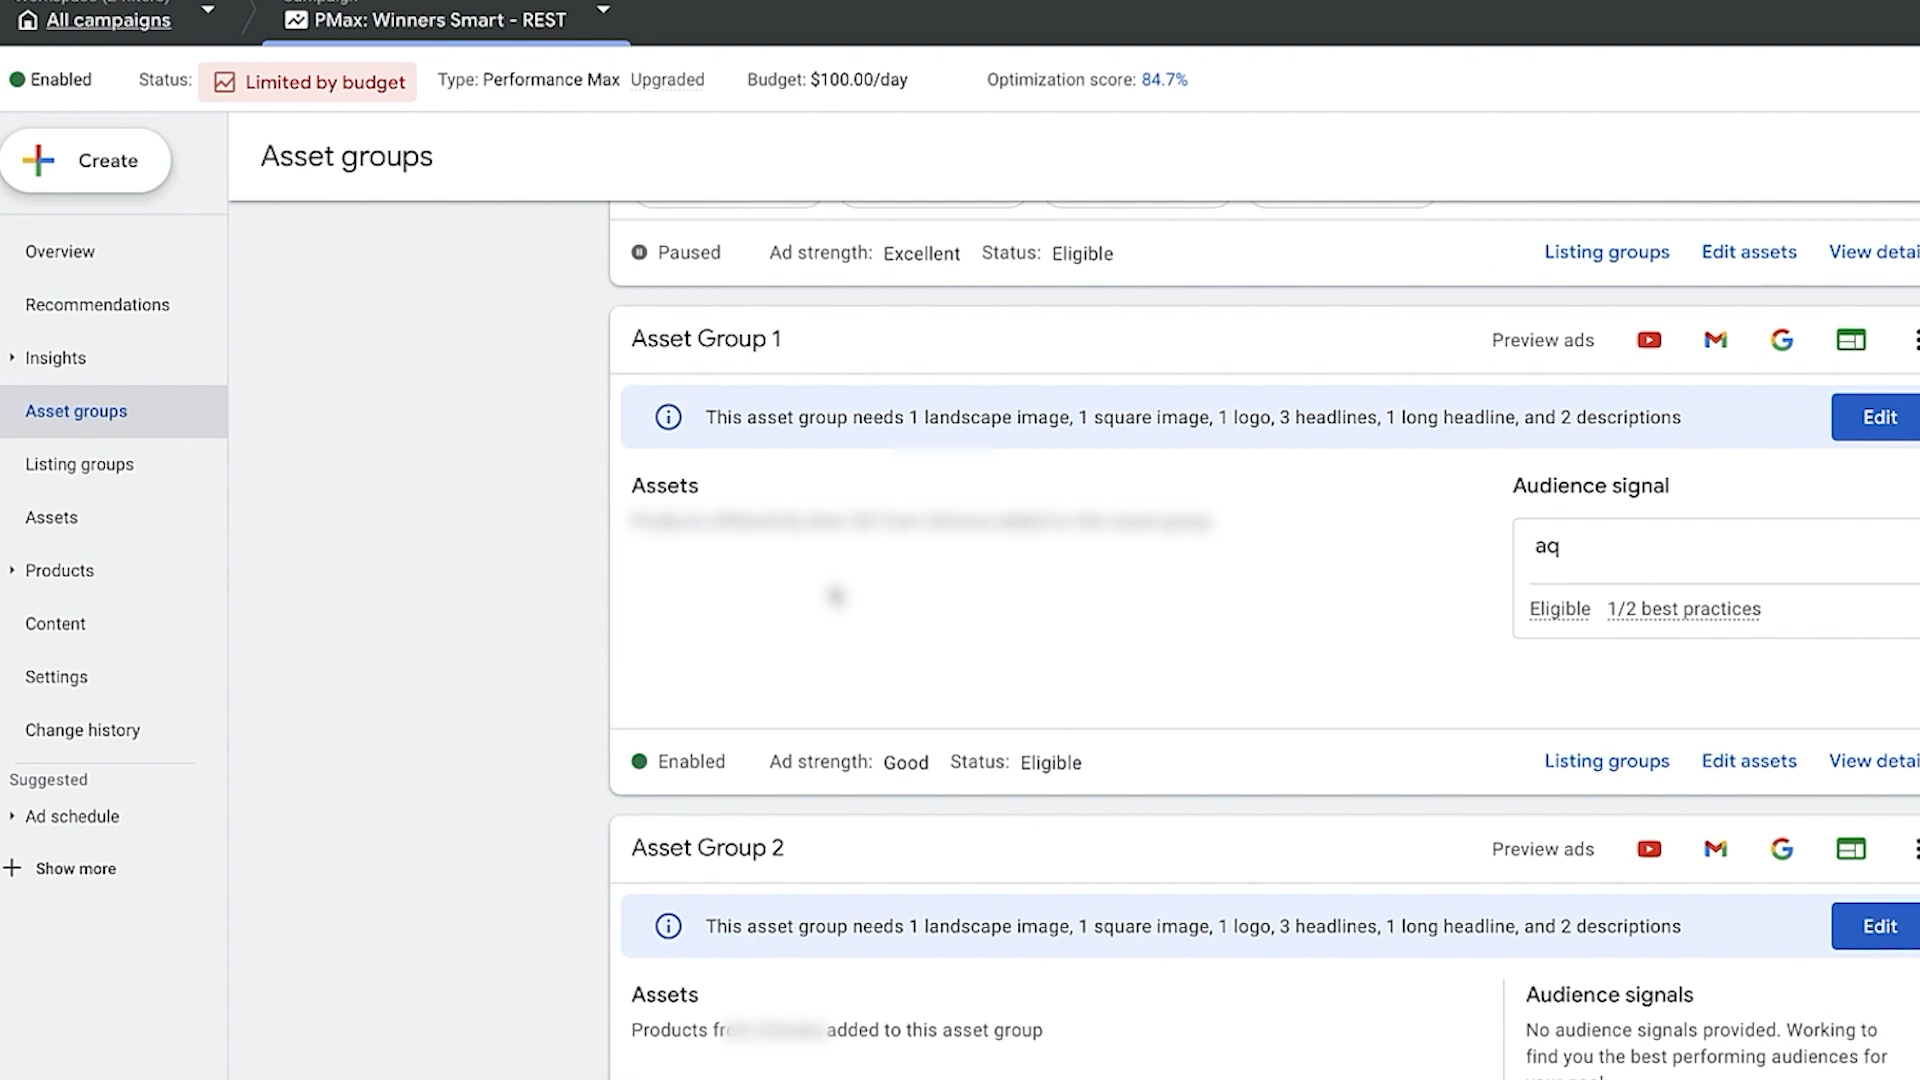 All campaigns
PMax: Winners Smart - REST
Enabled
Status: Limited by budget
Type: Performance Max Upgraded
Budget: $100.00/day
Optimization score: 84.7%
Create
Asset groups
Overview
Recommendations
Insights
Asset groups
Listing groups
Assets
Products
Content
Settings
Change history
Suggested
Ad schedule
Show more
Paused Ad strength: Excellent Status: Eligible
Listing groups Edit assets View detai
Asset Group 1
Preview ads
This asset group needs 1 landscape image, 1 square image, 1 logo, 3 headlines, 1 long headline, and 2 descriptions
Edit
Assets
Audience signal
aq
Eligible 1/2 best practices
Enabled Ad strength: Good Status: Eligible
Listing groups Edit assets View detai
Asset Group 2
Preview ads
This asset group needs 1 landscape image, 1 square image, 1 logo, 3 headlines, 1 long headline, and 2 descriptions
Edit
Assets
Products added to this asset group
Audience signals
No audience signals provided. Working to
find you the best performing audiences for